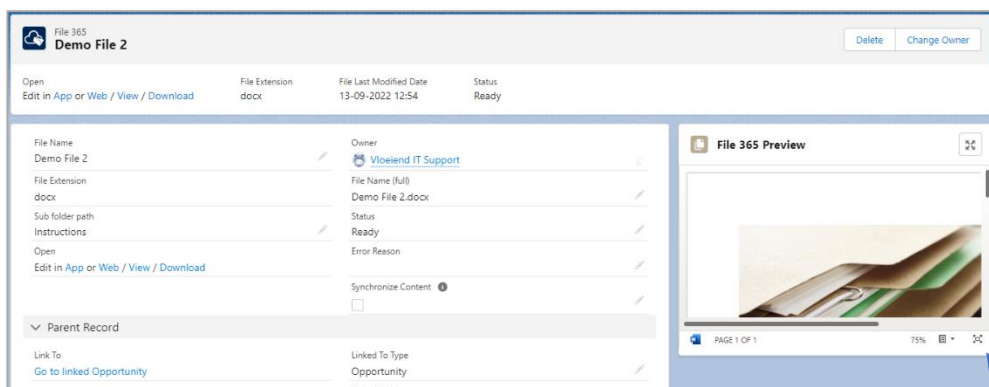 File 365
Demo File 2
Delete
Change Owner
Open
File Extension
File Last Modified Date
Status
Edit in App or Web / View / Download
docx
13-09-2022 12:54
Ready
File Name
Demo File 2
Owner
Vloeiend IT Support
File Extension
docx
File Name (full)
Demo File 2.docx
Sub folder path
Instructions
Status
Ready
Open
Edit in App or Web / View / Download
Error Reason
Synchronize Content
Parent Record
Link To
Go to linked Opportunity
Linked To Type
Opportunity
File 365 Preview
PAGE 1 OF 1
75%